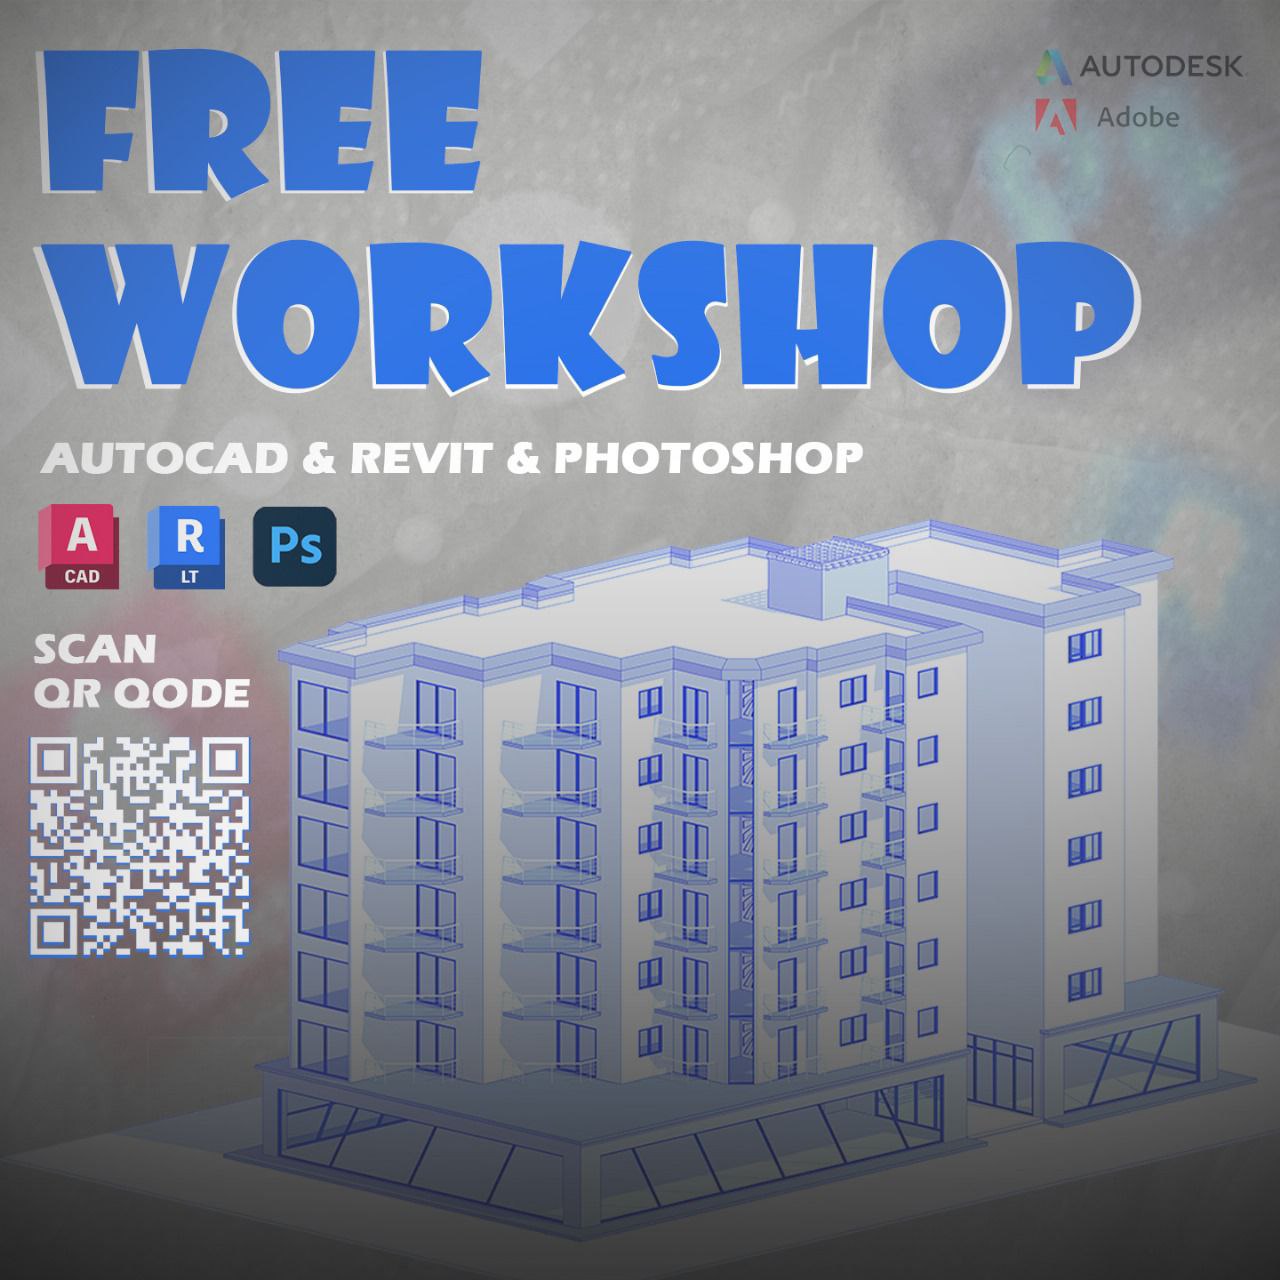 FREE
AUTODESK
Adobe
WORKSHOP
AUTOCAD & REVIT & PHOTOSHOP
A
CAD
R
LT
Ps
SCAN
QR QODE